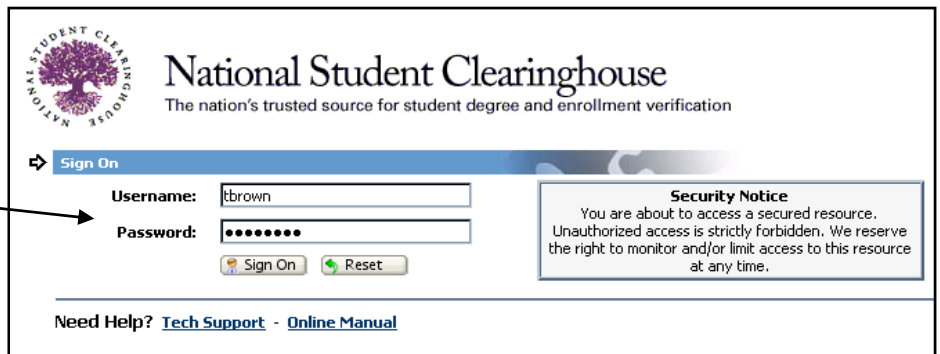 NATIONAL STUDENT CLEARINGHOUSE
National Student Clearinghouse
The nation's trusted source for student degree and enrollment verification
Sign On
Username: tbrown
Password: ••••••••
Sign On Reset
Security Notice
You are about to access a secured resource.
Unauthorized access is strictly forbidden. We reserve
the right to monitor and/or limit access to this resource
at any time.
Need Help? Tech Support - Online Manual